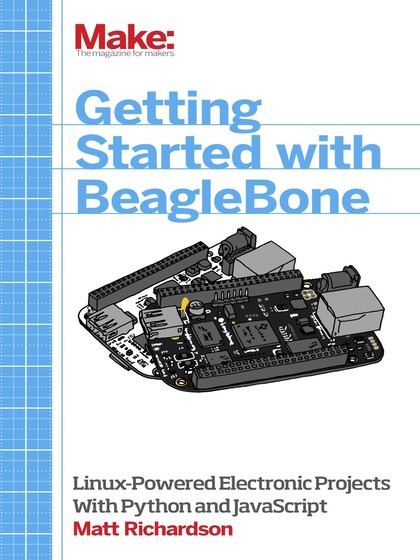 Make:
The magazine for makers
Getting
Started with
BeagleBone
Linux-Powered Electronic Projects
With Python and JavaScript
Matt Richardson